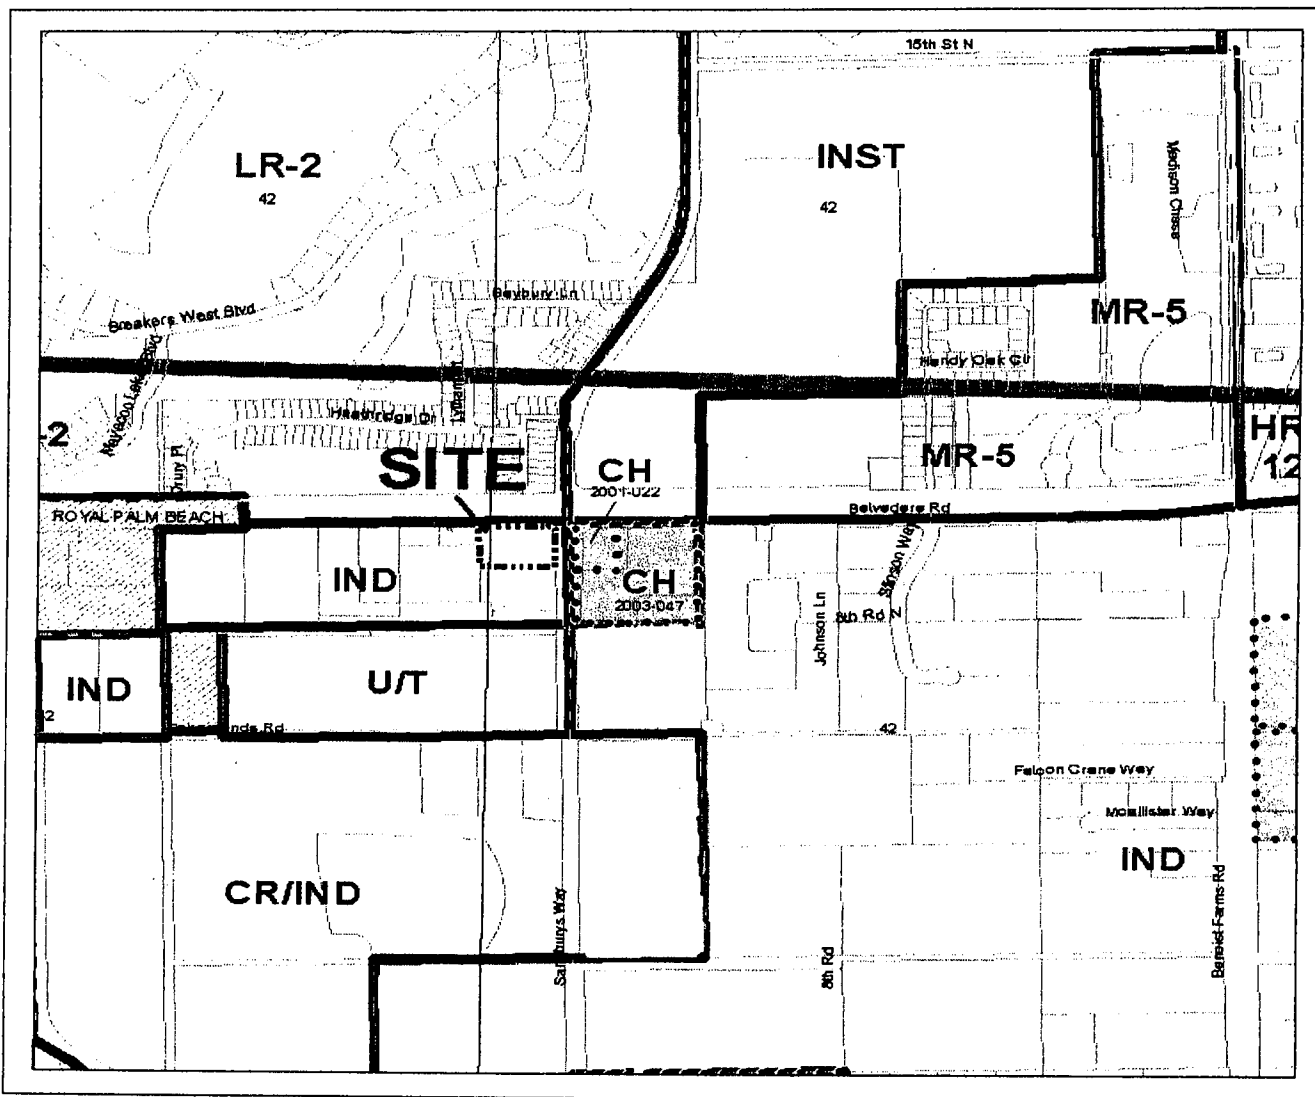 15th St N
LR-2
42
INST
42
Madison Chase
Baybury Ln
Breakers West Blvd
MR-5
Handy Oak Cir
Heathridge Dr
-2
Drury Pl
SITE
CH
2001-022
MR-5
HR
12
ROYAL PALM BEACH
Belvedere Rd
IND
CH
2003-047
Stinson Way
8th Rd N
Johnson Ln
IND
U/T
42
Falcon Crane Way
Mcallister Way
IND
CR/IND
Sansburys Way
8th Rd
Benoist Farms Rd